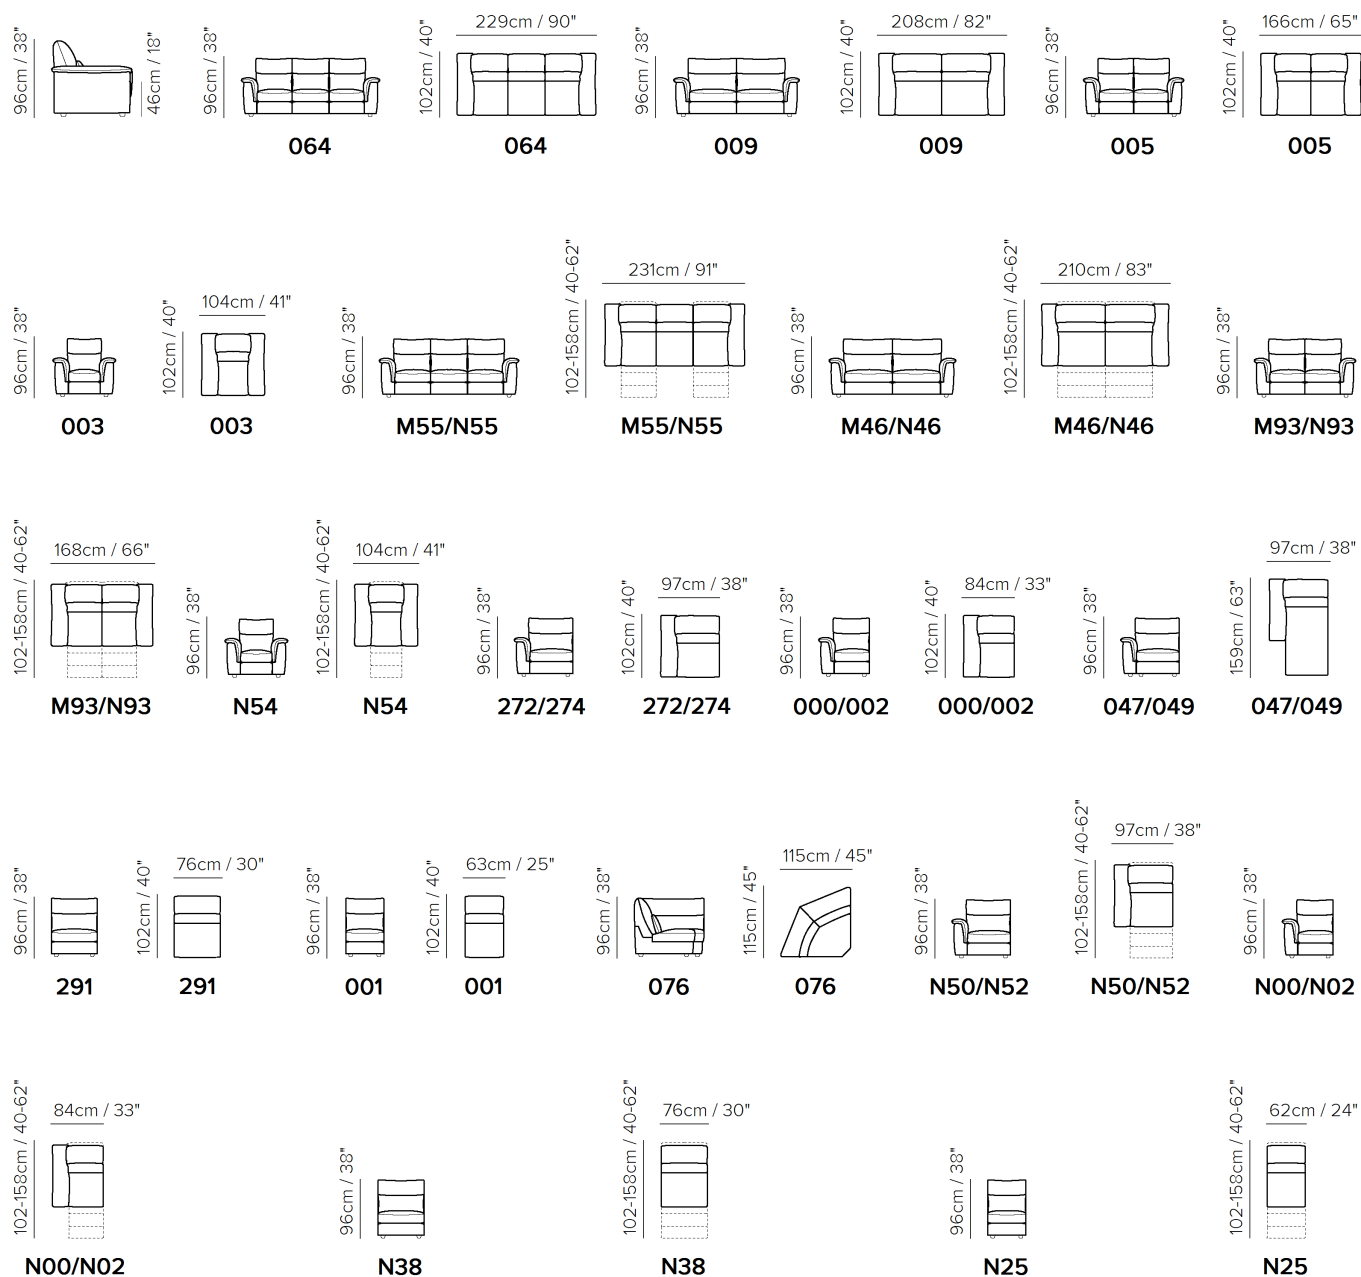 96cm / 38"
46cm / 18"
96cm / 38"
064
229cm / 90"
102cm / 40"
064
96cm / 38"
009
208cm / 82"
102cm / 40"
009
96cm / 38"
005
166cm / 65"
102cm / 40"
005
96cm / 38"
003
104cm / 41"
102cm / 40"
003
96cm / 38"
M55/N55
231cm / 91"
102-158cm / 40-62"
M55/N55
96cm / 38"
M46/N46
210cm / 83"
102-158cm / 40-62"
M46/N46
96cm / 38"
M93/N93
168cm / 66"
102-158cm / 40-62"
M93/N93
96cm / 38"
N54
104cm / 41"
102-158cm / 40-62"
N54
96cm / 38"
272/274
97cm / 38"
102cm / 40"
272/274
96cm / 38"
000/002
84cm / 33"
102cm / 40"
000/002
96cm / 38"
047/049
97cm / 38"
159cm / 63"
047/049
96cm / 38"
291
76cm / 30"
102cm / 40"
291
96cm / 38"
001
63cm / 25"
102cm / 40"
001
96cm / 38"
076
115cm / 45"
115cm / 45"
076
96cm / 38"
N50/N52
97cm / 38"
102-158cm / 40-62"
N50/N52
96cm / 38"
N00/N02
84cm / 33"
102-158cm / 40-62"
N00/N02
96cm / 38"
N38
76cm / 30"
102-158cm / 40-62"
N38
96cm / 38"
N25
62cm / 24"
102-158cm / 40-62"
N25